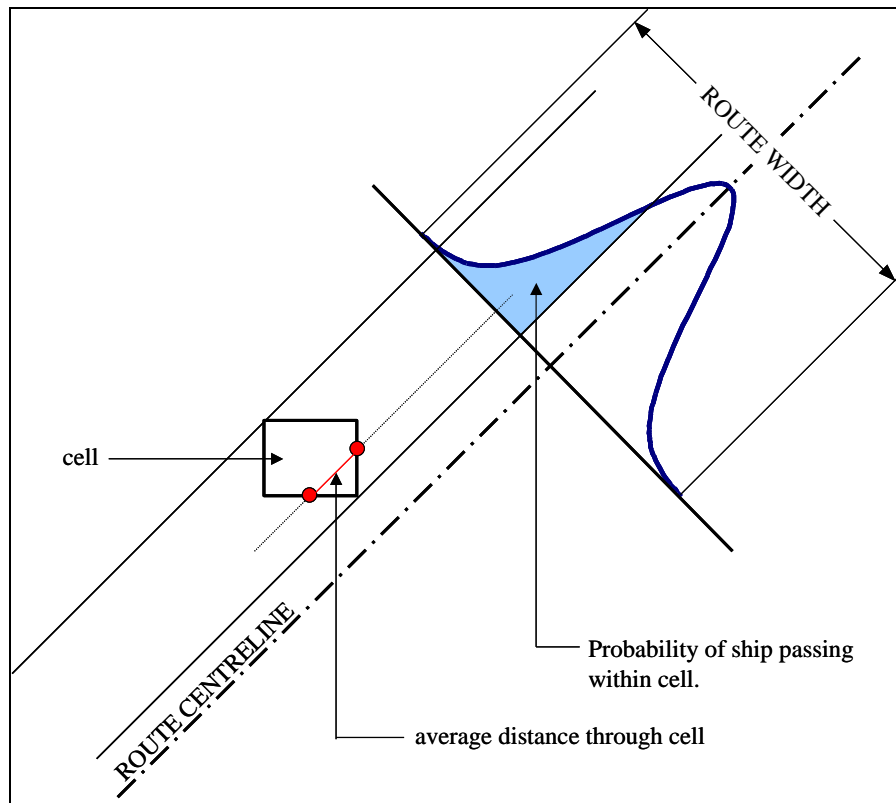 ROUTE WIDTH
cell
Probability of ship passing
within cell.
ROUTE CENTRELINE
average distance through cell